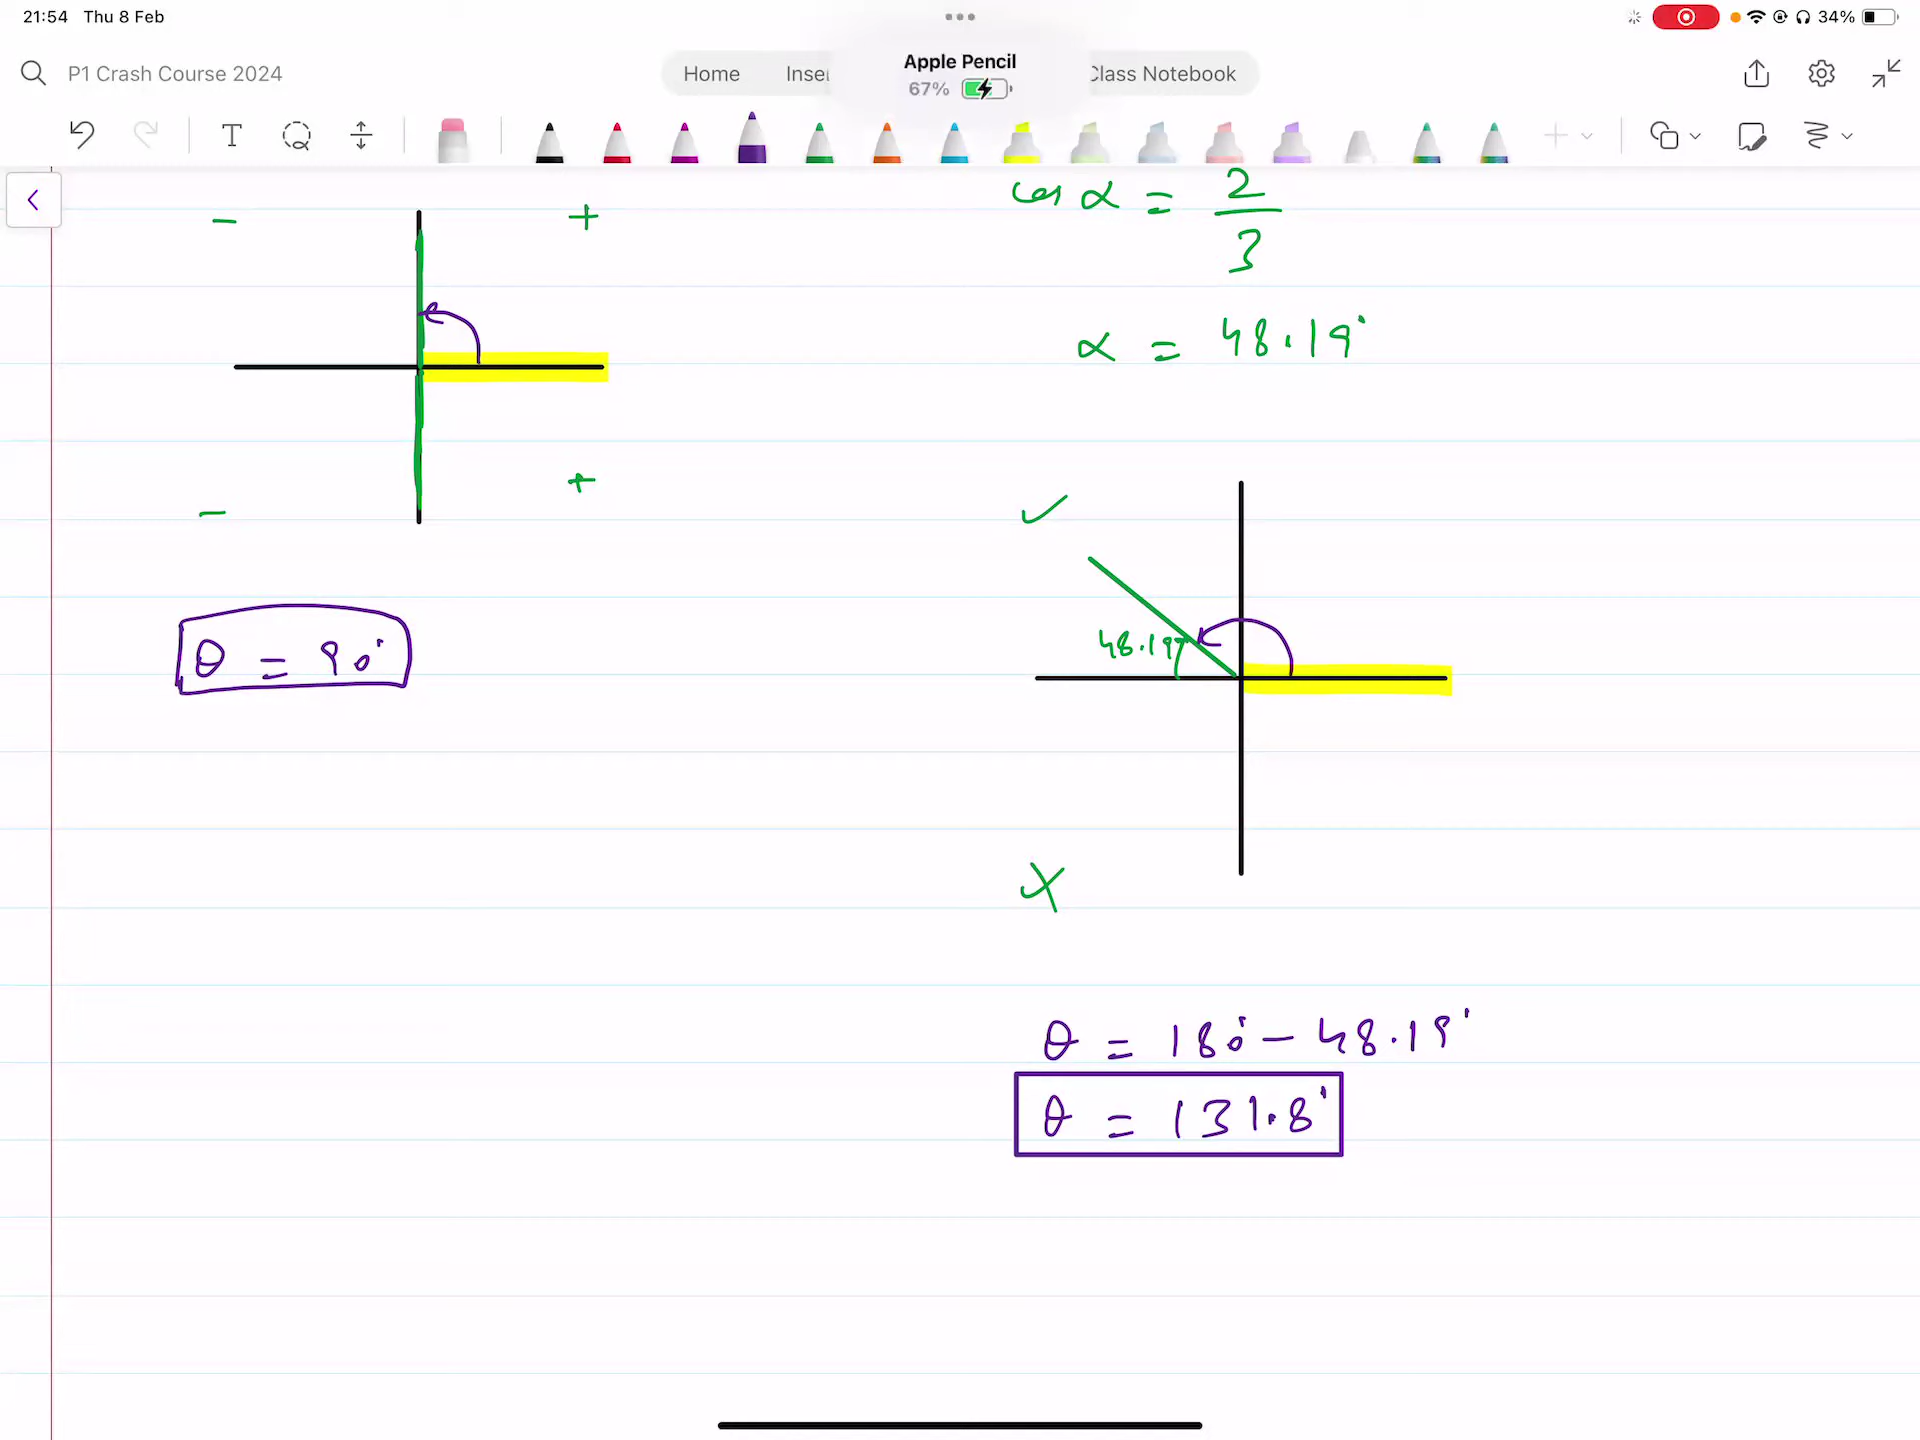 21:54 Thu 8 Feb
34%
P1 Crash Course 2024
Home
Inser
Apple Pencil
67%
Class Notebook
T
- +
- +
θ = 90°
cos α = 2/3
α = 48.19°
✓
48.19°
X
θ = 180° - 48.19°
θ = 131.8°